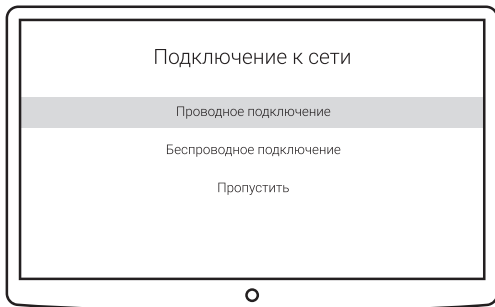 Подключение к сети
Проводное подключение
Беспроводное подключение
Пропустить